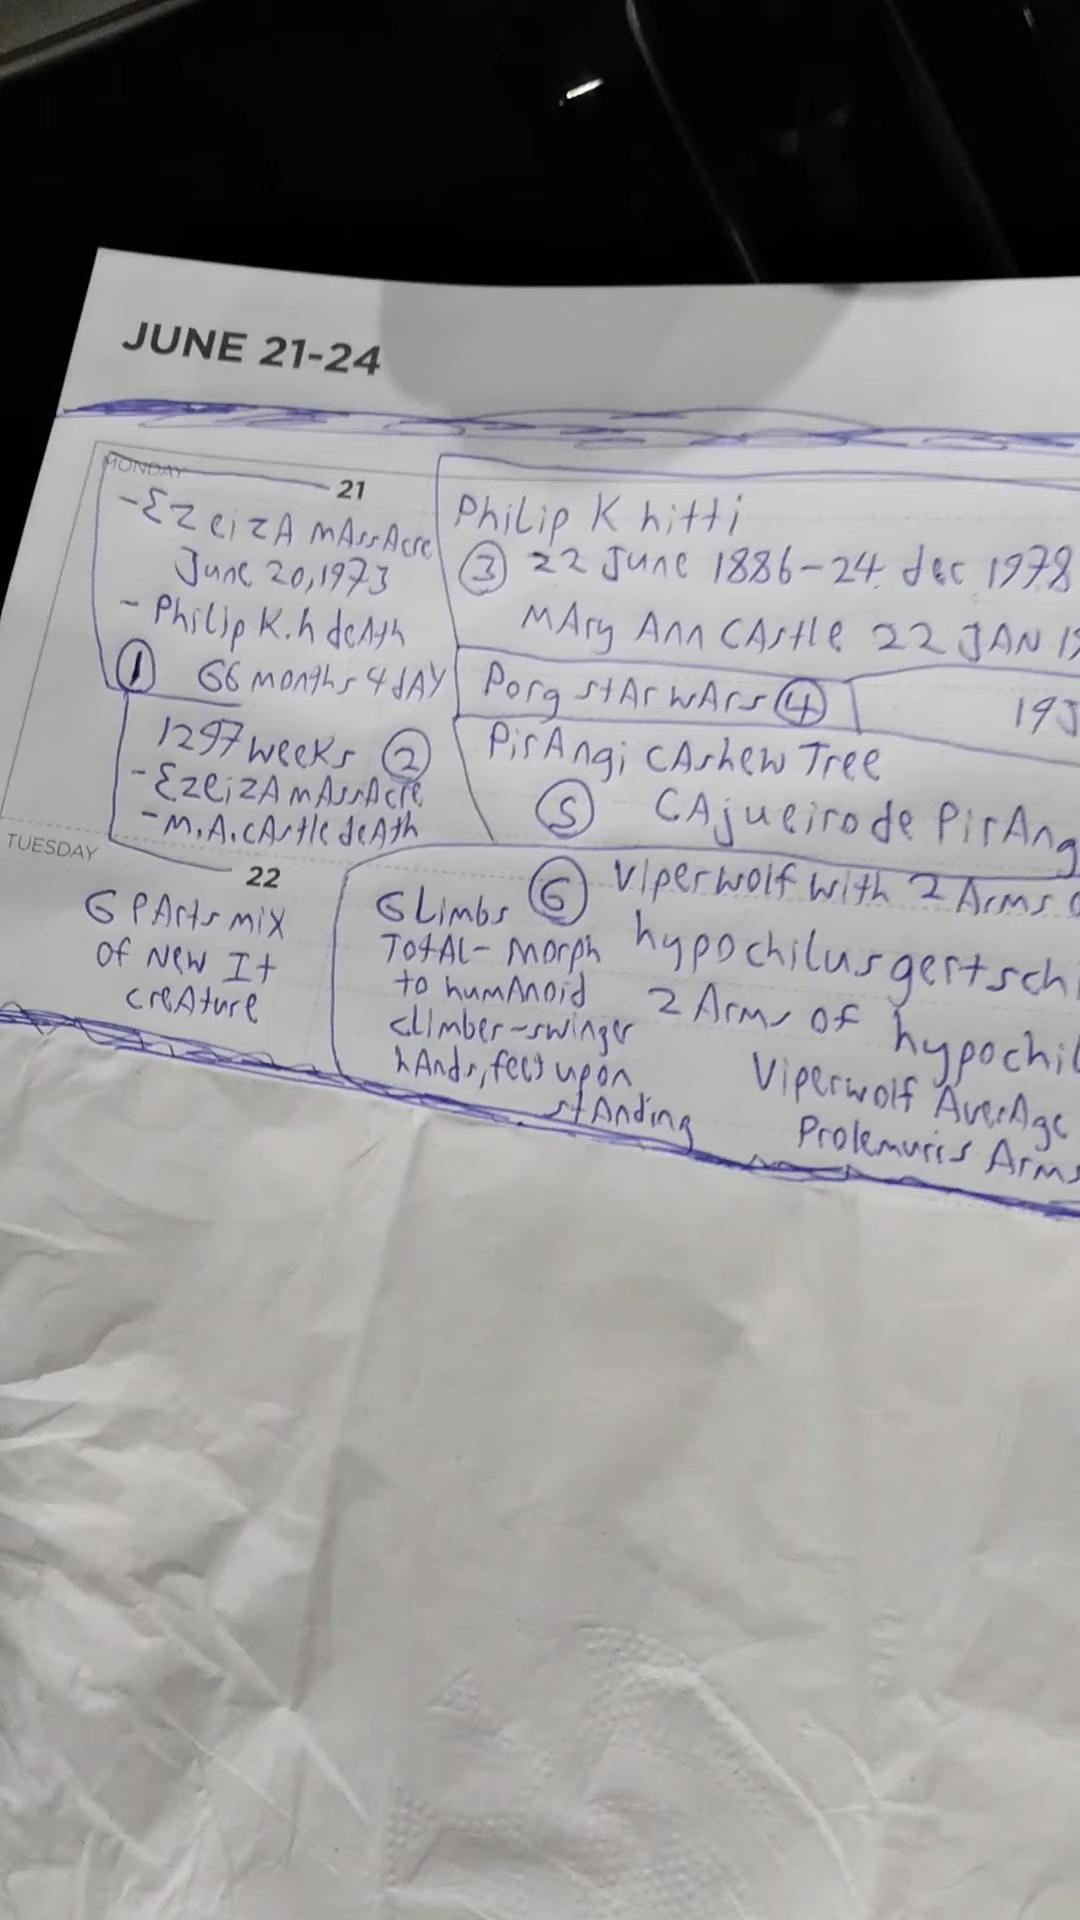 JUNE 21-24
MONDAY
21
-EzeizA mAssAcre
June 20,1973
- Philip K.h deAth
1 66 months 4 dAY
1297 weeks 2
- EzeizA mAssAcre
- M.A.cAstle deAth
Philip K hitti
3 22 June 1886-24 dec 1978
MAry Ann CAstle 22 JAN 19
Porg stAr wArs 4
PirAngi cAshew Tree
5 CAjueiro de PirAng
TUESDAY
22
6 PArts mix
of New It
creAture
6 Limbs 6
TotAL- morph
to humAnoid
climber-swinger
hAnds, feet upon
stAnding
Viperwolf with 2 Arms
hypochilus gertsch
2 Arms of hypochil
Viperwolf AverAge
Prolemuris Arms